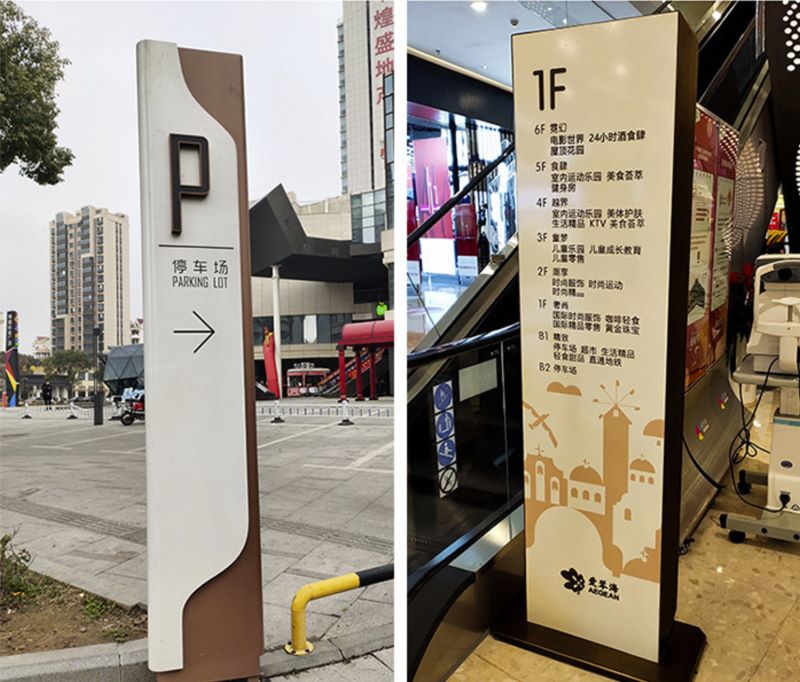 煌
盛
地
产
P
停车场
PARKING LOT
1F
6F 霓幻
电影世界 24小时酒食肆
屋顶花园
5F 食肆
室内运动乐园 美食荟萃
健身房
4F 越界
室内运动乐园 美体护肤
生活精品 KTV 美食荟萃
3F 童梦
儿童乐园 儿童成长教育
儿童零售
2F 潮享
时尚服饰 时尚运动
时尚精品
1F 奢尚
国际时尚服饰 咖啡轻食
国际精品零售 黄金珠宝
B1 精致
停车场 超市 生活精品
轻食甜品 直通地铁
B2 停车场
爱琴海
AEGEAN